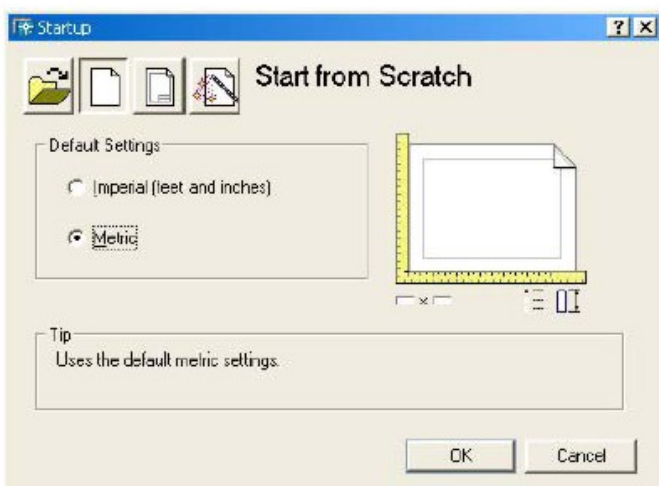 Startup
Start from Scratch
Default Settings
Imperial (feet and inches)
Metric
Tip
Uses the default metric settings.
OK
Cancel